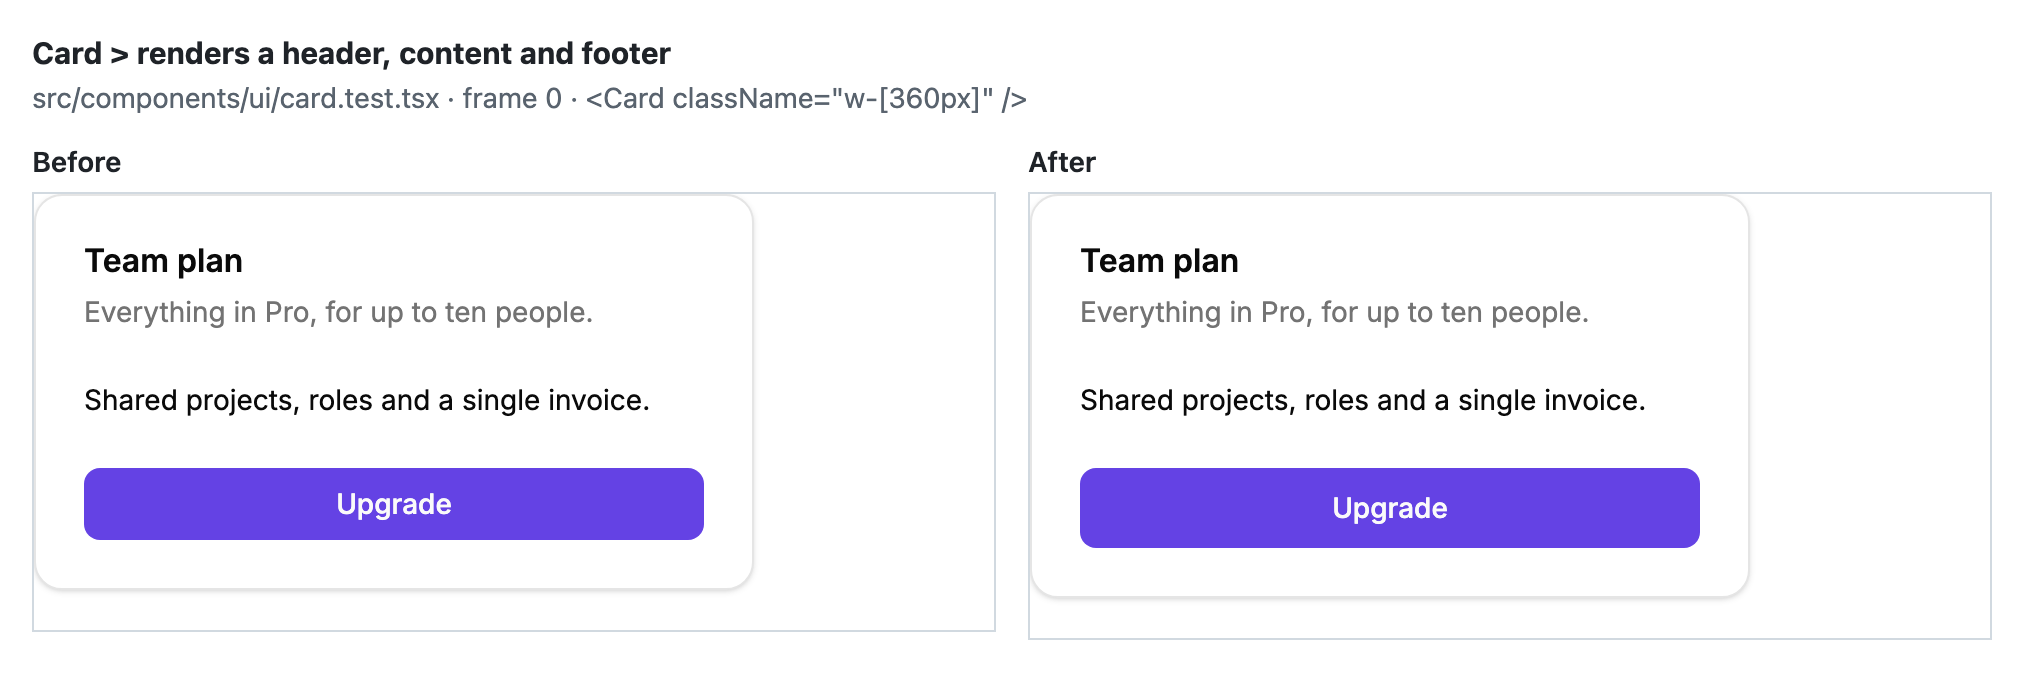 Card > renders a header, content and footer
src/components/ui/card.test.tsx · frame 0 · <Card className="w-[360px]" />
Before
Team plan
Everything in Pro, for up to ten people.
Shared projects, roles and a single invoice.
Upgrade
After
Team plan
Everything in Pro, for up to ten people.
Shared projects, roles and a single invoice.
Upgrade